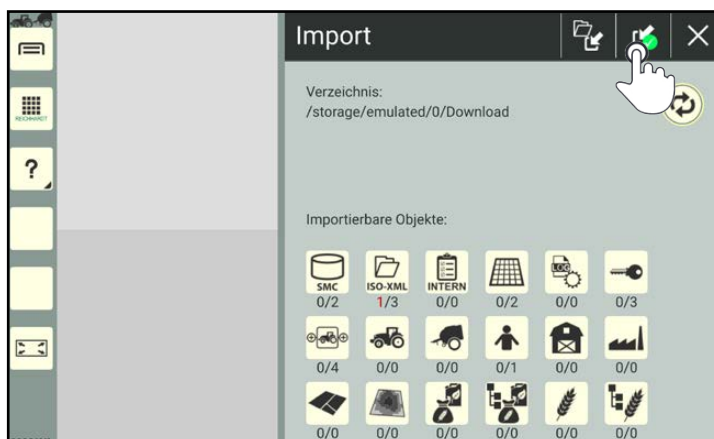 Import
REICHHARDT
Verzeichnis:
/storage/emulated/0/Download
?
Importierbare Objekte:
SMC ISO-XML INTERN LOG
0/2 1/3 0/0 0/2 0/0 0/3
0/4 0/0 0/0 0/1 0/0 0/0
0/0 0/0 0/0 0/0 0/0 0/0